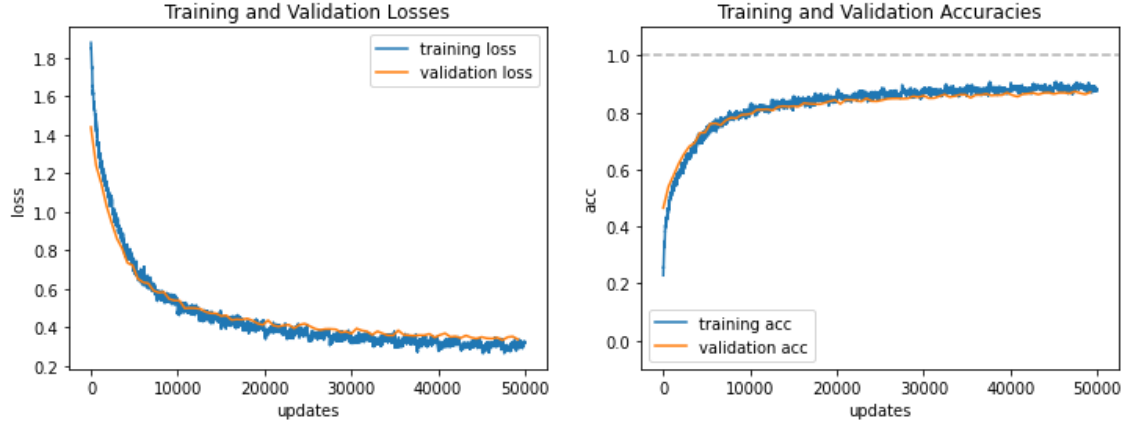 Training and Validation Losses
training loss
validation loss
1.8
1.6
1.4
1.2
1.0
0.8
0.6
0.4
0.2
loss
0
10000
20000
30000
40000
50000
updates
Training and Validation Accuracies
1.0
0.8
0.6
0.4
0.2
0.0
acc
training acc
validation acc
0
10000
20000
30000
40000
50000
updates